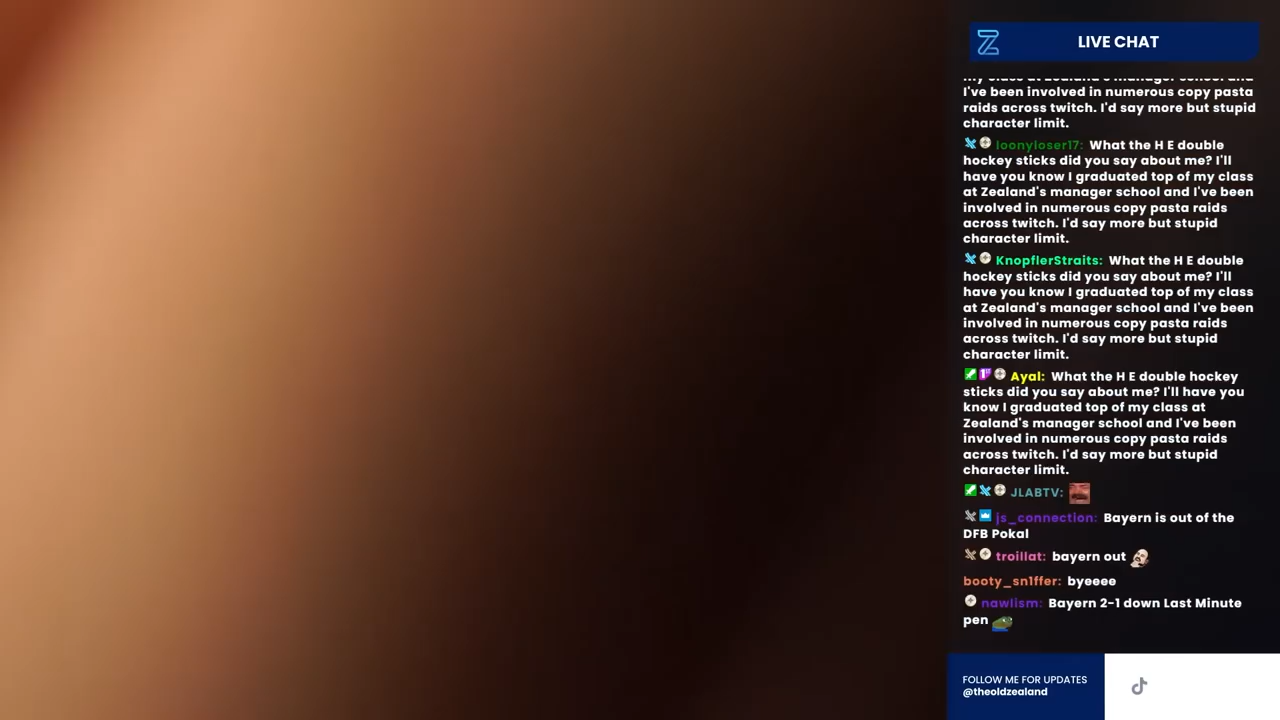 LIVE CHAT
my class at Zealand's manager school and
I've been involved in numerous copy pasta
raids across twitch. I'd say more but stupid
character limit.
loonyloser17: What the H E double
hockey sticks did you say about me? I'll
have you know I graduated top of my class
at Zealand's manager school and I've been
involved in numerous copy pasta raids
across twitch. I'd say more but stupid
character limit.
KnopflerStraits: What the H E double
hockey sticks did you say about me? I'll
have you know I graduated top of my class
at Zealand's manager school and I've been
involved in numerous copy pasta raids
across twitch. I'd say more but stupid
character limit.
Ayal: What the H E double hockey
sticks did you say about me? I'll have you
know I graduated top of my class at
Zealand's manager school and I've been
involved in numerous copy pasta raids
across twitch. I'd say more but stupid
character limit.
JLABTV:
js_connection: Bayern is out of the
DFB Pokal
troillat: bayern out
booty_sn1ffer: byeeee
nawlism: Bayern 2-1 down Last Minute
pen
FOLLOW ME FOR UPDATES
@theoldzealand